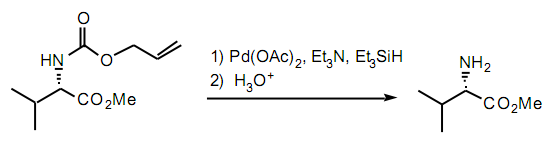 O
HN
O
CO₂Me
1) Pd(OAc)₂, Et₃N, Et₃SiH
2) H₃O⁺
NH₂
CO₂Me